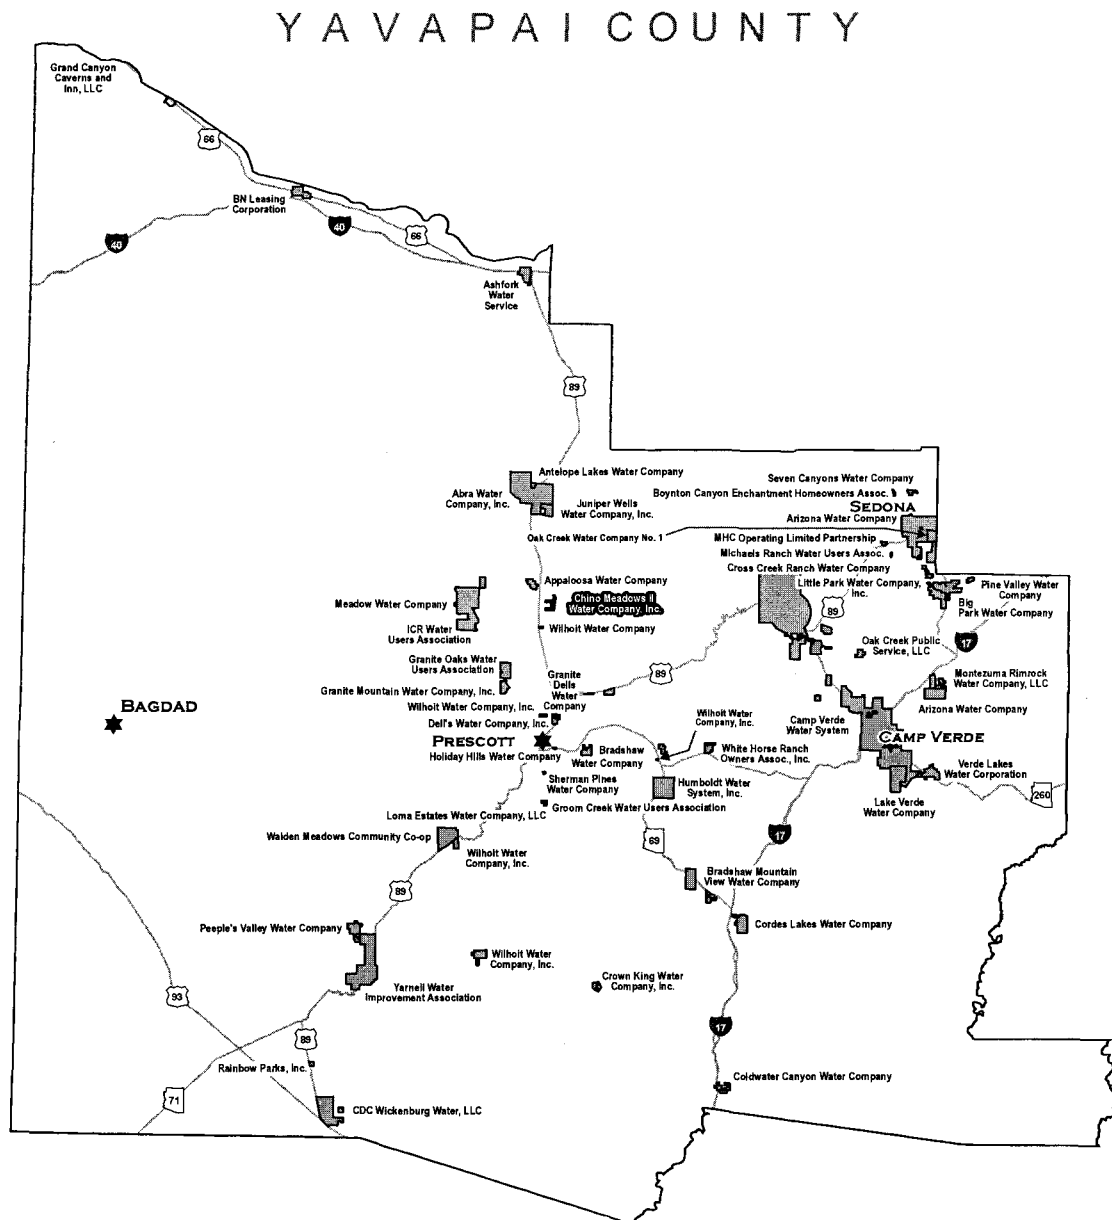 YAVAPAI COUNTY
Grand Canyon
Caverns and
Inn, LLC
66
BN Leasing
Corporation
40
40
66
Ashfork
Water
Service
89
Antelope Lakes Water Company
Abra Water
Company, Inc.
Juniper Wells
Water Company, Inc.
Seven Canyons Water Company
Boynton Canyon Enchantment Homeowners Assoc.
SEDONA
Arizona Water Company
Oak Creek Water Company No. 1
MHC Operating Limited Partnership
Michaels Ranch Water Users Assoc.
Cross Creek Ranch Water Company
Little Park Water Company,
Inc.
Pine Valley Water
Company
Big
Park Water Company
89
Appaloosa Water Company
Chino Meadows II
Water Company, Inc.
Meadow Water Company
Wilhoit Water Company
ICR Water
Users Association
Oak Creek Public
Service, LLC
17
Granite Oaks Water
Users Association
Granite Mountain Water Company, Inc.
Granite
Dells
Water
Company
89
Montezuma Rimrock
Water Company, LLC
Arizona Water Company
BAGDAD
Wilhoit Water Company, Inc.
Dell's Water Company, Inc.
PRESCOTT
Holiday Hills Water Company
Wilhoit Water
Company, Inc.
Camp Verde
Water System
CAMP VERDE
Bradshaw
Water Company
White Horse Ranch
Owners Assoc., Inc.
Verde Lakes
Water Corporation
Sherman Pines
Water Company
Humboldt Water
System, Inc.
260
Lake Verde
Water Company
Groom Creek Water Users Association
Loma Estates Water Company, LLC
Walden Meadows Community Co-op
Wilhoit Water
Company, Inc.
69
17
89
Bradshaw Mountain
View Water Company
Peeple's Valley Water Company
Cordes Lakes Water Company
Wilhoit Water
Company, Inc.
Yarnell Water
Improvement Association
Crown King Water
Company, Inc.
93
17
89
Rainbow Parks, Inc.
Coldwater Canyon Water Company
71
CDC Wickenburg Water, LLC